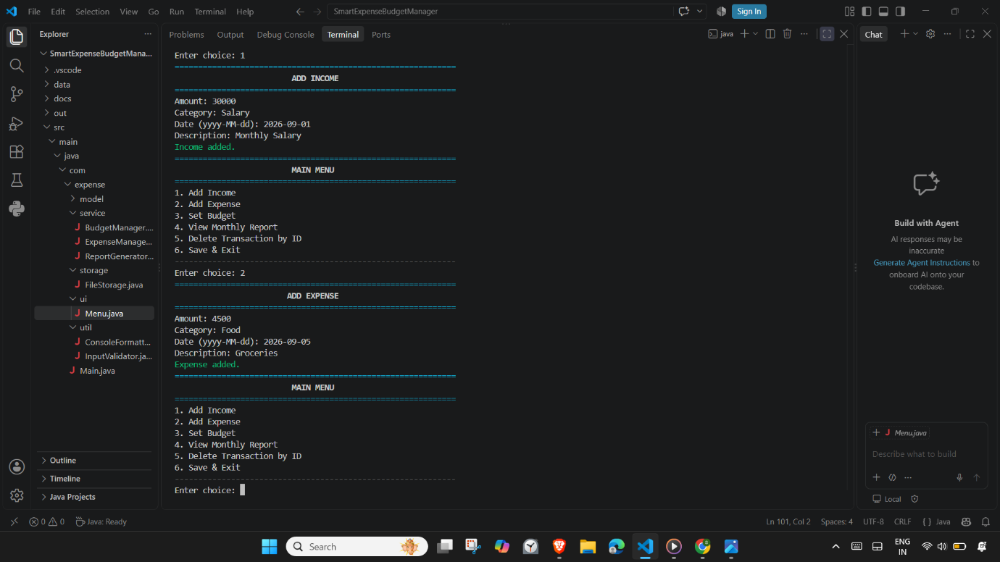 File Edit Selection View Go Run Terminal Help
SmartExpenseBudgetManager
Sign In
Explorer
SmartExpenseBudgetMana...
.vscode
data
docs
out
src
main
java
com
expense
model
service
BudgetManager....
ExpenseManage...
ReportGenerator...
storage
FileStorage.java
ui
Menu.java
util
ConsoleFormatt...
InputValidator.ja...
Main.java
Outline
Timeline
Java Projects
Problems Output Debug Console Terminal Ports
java
Enter choice: 1
============================================================
ADD INCOME
============================================================
Amount: 30000
Category: Salary
Date (yyyy-MM-dd): 2026-09-01
Description: Monthly Salary
Income added.
============================================================
MAIN MENU
============================================================
1. Add Income
2. Add Expense
3. Set Budget
4. View Monthly Report
5. Delete Transaction by ID
6. Save & Exit
------------------------------------------------------------
Enter choice: 2
============================================================
ADD EXPENSE
============================================================
Amount: 4500
Category: Food
Date (yyyy-MM-dd): 2026-09-05
Description: Groceries
Expense added.
============================================================
MAIN MENU
============================================================
1. Add Income
2. Add Expense
3. Set Budget
4. View Monthly Report
5. Delete Transaction by ID
6. Save & Exit
------------------------------------------------------------
Enter choice:
Chat
Build with Agent
AI responses may be
inaccurate
Generate Agent Instructions to
onboard AI onto your
codebase.
Menu.java
Describe what to build
Local
0 0 Java: Ready
Ln 101, Col 2 Spaces: 4 UTF-8 CRLF { } Java
Search
ENG
IN